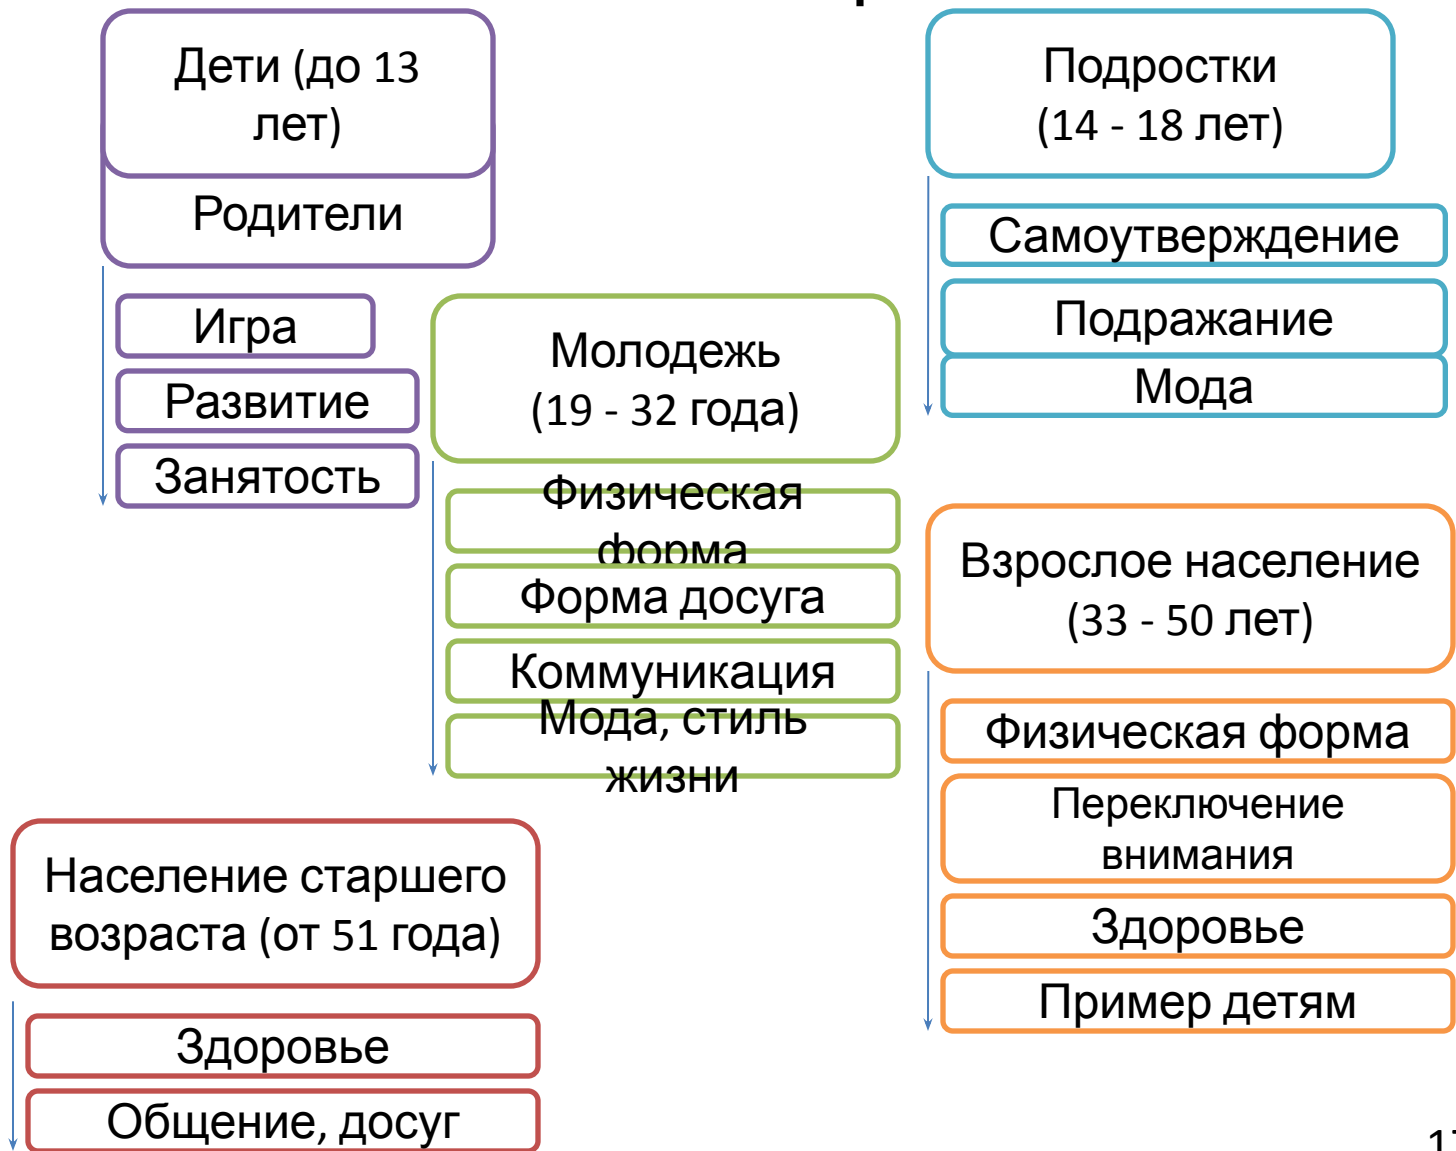 Дети (до 13
лет)
Родители
Игра
Развитие
Занятость
Подростки
(14 - 18 лет)
Самоутверждение
Подражание
Мода
Молодежь
(19 - 32 года)
Физическая
форма
Форма досуга
Коммуникация
Мода, стиль
жизни
Взрослое население
(33 - 50 лет)
Физическая форма
Переключение
внимания
Здоровье
Пример детям
Население старшего
возраста (от 51 года)
Здоровье
Общение, досуг